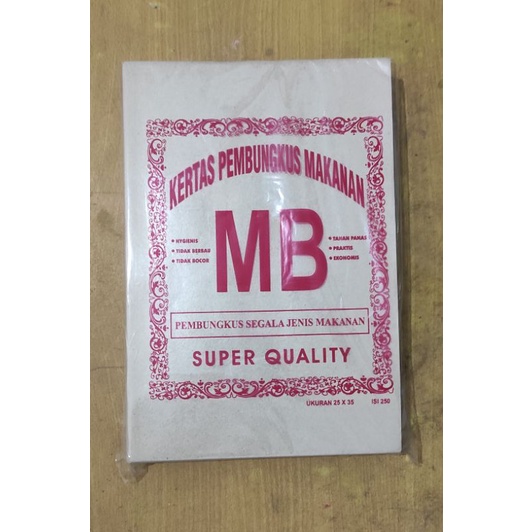 KERTAS PEMBUNGKUS MAKANAN
MB
• HYGIENIS
• TIDAK BERBAU
• TIDAK BOCOR
• TAHAN PANAS
• PRAKTIS
• EKONOMIS
PEMBUNGKUS SEGALA JENIS MAKANAN
SUPER QUALITY
UKURAN 25 X 35 ISI 250